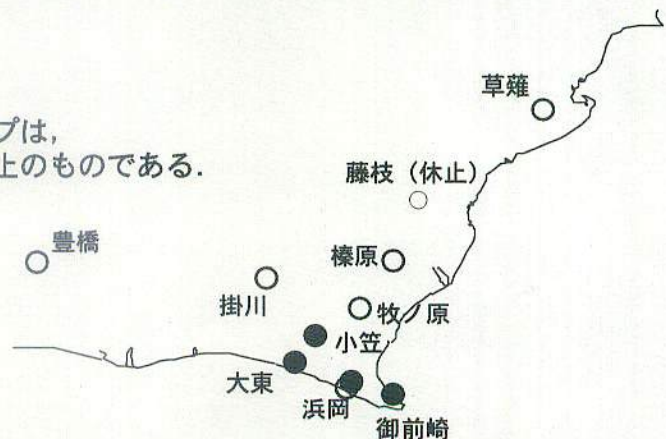 草薙
プは，
上のものである．
藤枝（休止）
豊橋
榛原
掛川
牧ノ原
小笠
大東
浜岡
御前崎